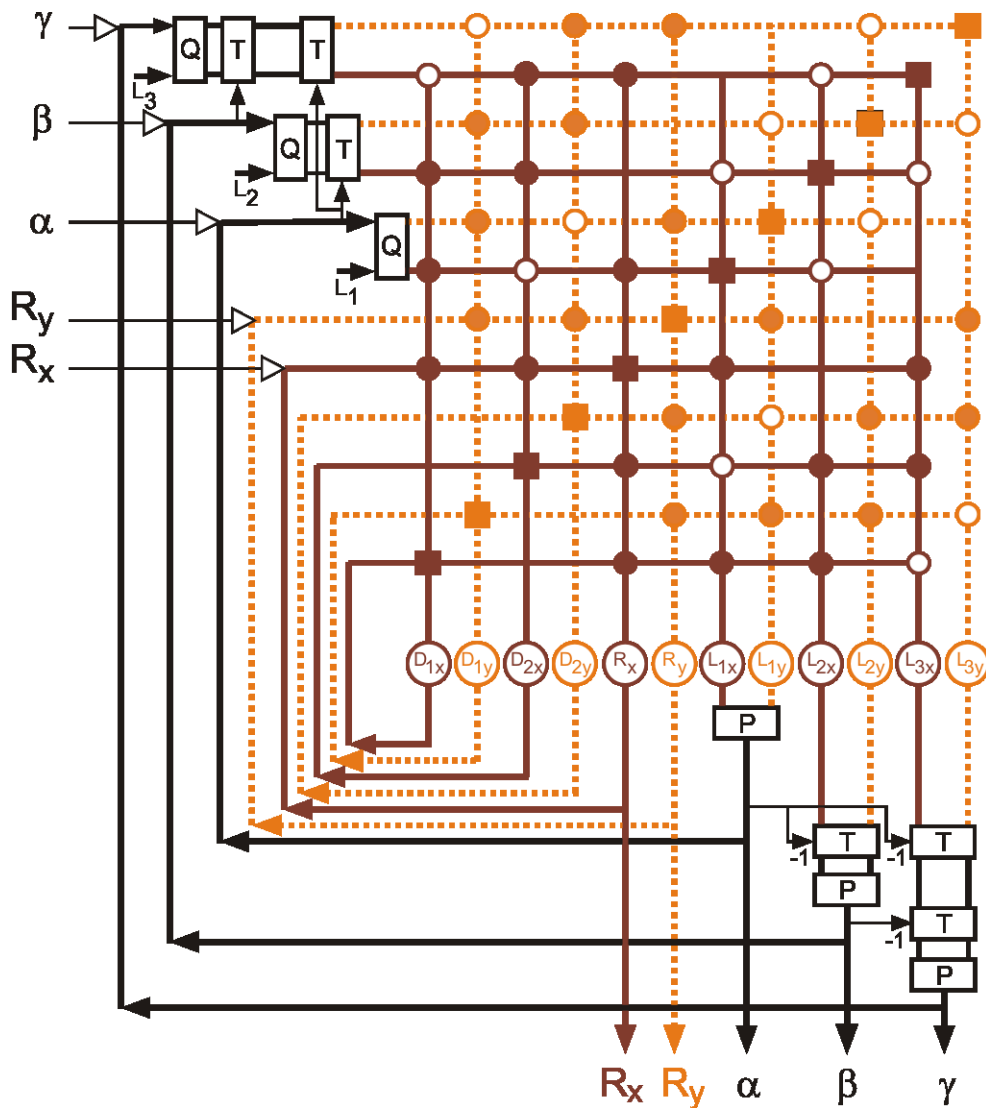 γ
Q T T
L3
β
Q T
L2
α
Q
L1
Ry
Rx
D1x D1y D2x D2y Rx Ry L1x L1y L2x L2y L3x L3y
P
-1 T -1 T
P
-1 T
P
Rx Ry α β γ